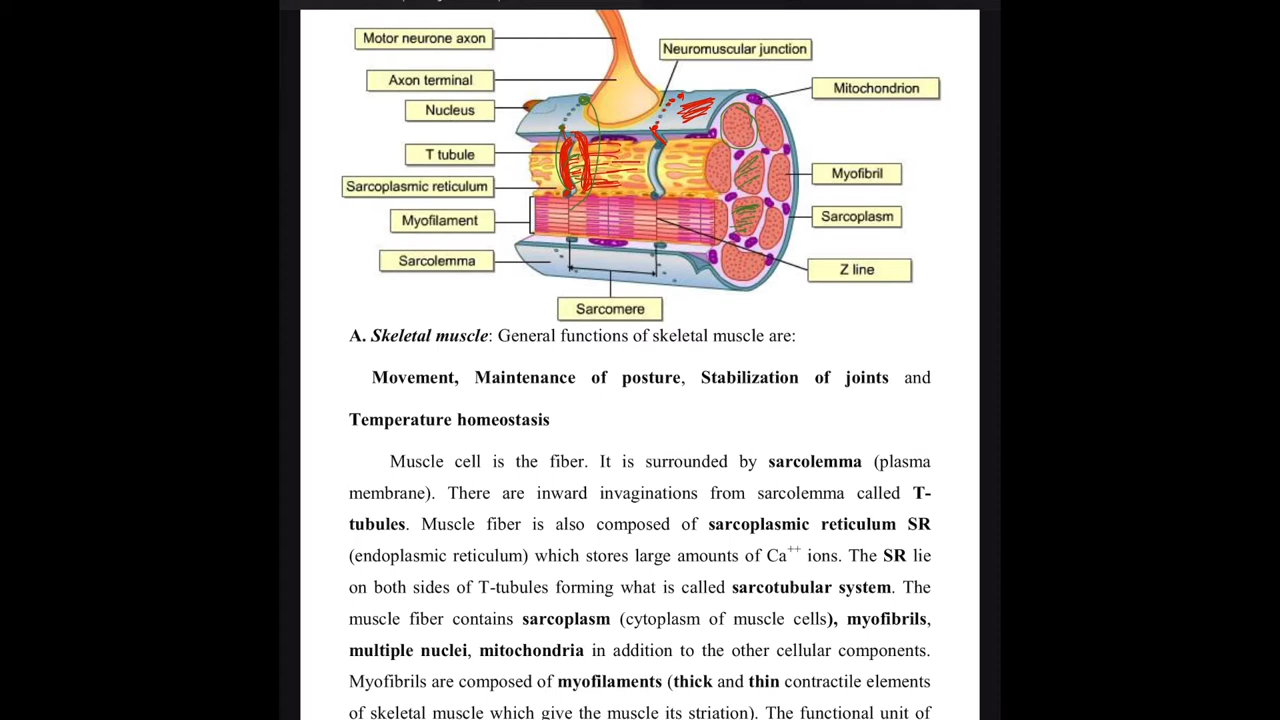 Motor neurone axon
Neuromuscular junction
Axon terminal
Mitochondrion
Nucleus
T tubule
Myofibril
Sarcoplasmic reticulum
Myofilament
Sarcoplasm
Sarcolemma
Z line
Sarcomere
A. Skeletal muscle: General functions of skeletal muscle are:
Movement, Maintenance of posture, Stabilization of joints and
Temperature homeostasis
Muscle cell is the fiber. It is surrounded by sarcolemma (plasma
membrane). There are inward invaginations from sarcolemma called T-
tubules. Muscle fiber is also composed of sarcoplasmic reticulum SR
(endoplasmic reticulum) which stores large amounts of Ca++ ions. The SR lie
on both sides of T-tubules forming what is called sarcotubular system. The
muscle fiber contains sarcoplasm (cytoplasm of muscle cells), myofibrils,
multiple nuclei, mitochondria in addition to the other cellular components.
Myofibrils are composed of myofilaments (thick and thin contractile elements
of skeletal muscle which give the muscle its striation). The functional unit of